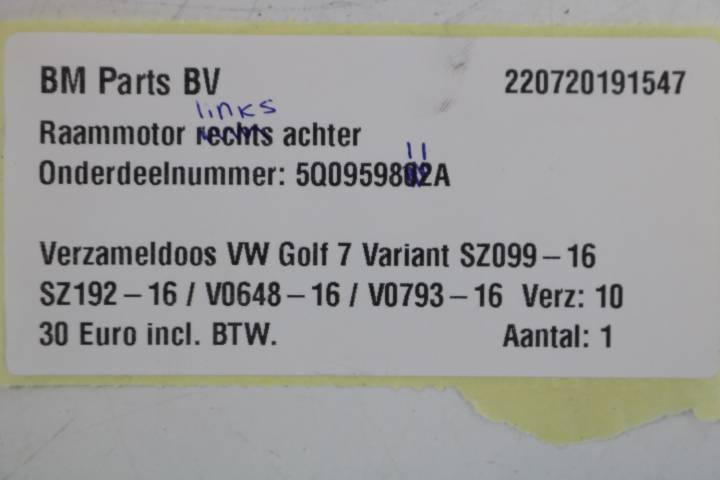 BM Parts BV 220720191547
links
Raammotor rechts achter
11
Onderdeelnummer: 5Q0959802A
Verzameldoos VW Golf 7 Variant SZ099-16
SZ192-16 / V0648-16 / V0793-16 Verz: 10
30 Euro incl. BTW. Aantal: 1